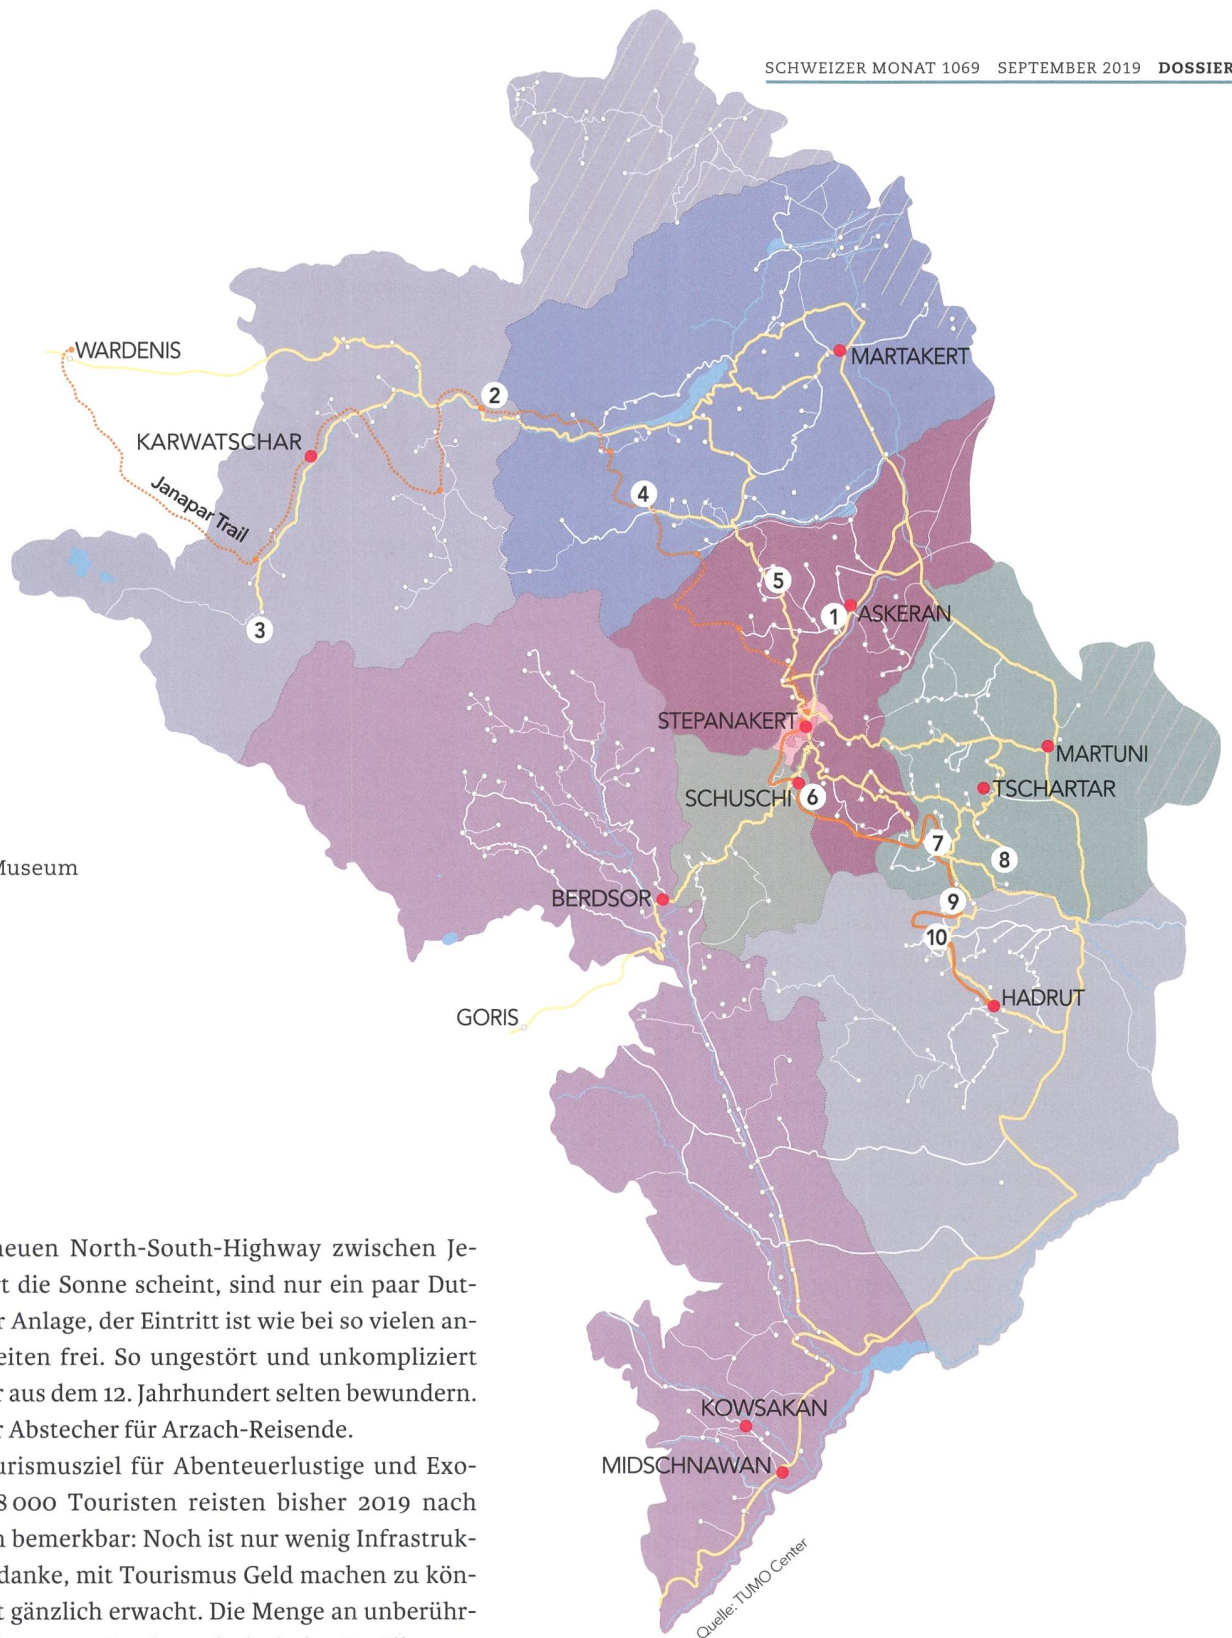 SCHWEIZER MONAT 1069 SEPTEMBER 2019 DOSSIER
WARDENIS
MARTAKERT
2
KARWATSCHAR
Janapar Trail
4
5
1
ASKERAN
3
STEPANAKERT
MARTUNI
TSCHARTAR
SCHUSCHI
6
7
8
Museum
BERDSOR
9
10
HADRUT
GORIS
neuen North-South-Highway zwischen Je-
rt die Sonne scheint, sind nur ein paar Dut-
r Anlage, der Eintritt ist wie bei so vielen an-
eiten frei. So ungestört und unkompliziert
r aus dem 12. Jahrhundert selten bewundern.
r Abstecher für Arzach-Reisende.
urismusziel für Abenteuerlustige und Exo-
8 000 Touristen reisten bisher 2019 nach
n bemerkbar: Noch ist nur wenig Infrastruk-
danke, mit Tourismus Geld machen zu kön-
t gänzlich erwacht. Die Menge an unberühr-
KOWSAKAN
MIDSCHNAWAN
Quelle: TUMO Center